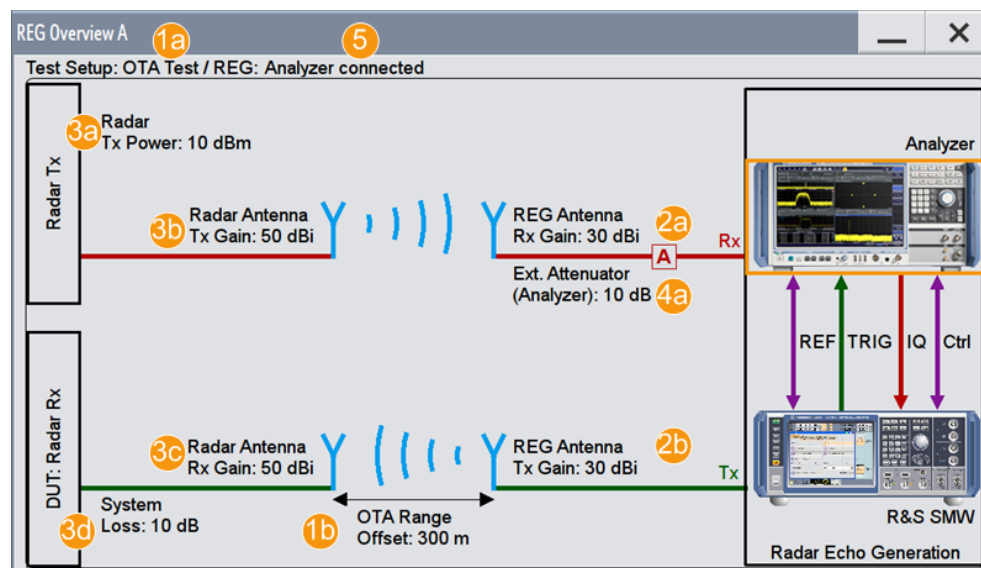 REG Overview A
1a
5
Test Setup: OTA Test / REG: Analyzer connected
Radar Tx
3a
Radar
Tx Power: 10 dBm
3b
Radar Antenna
Tx Gain: 50 dBi
REG Antenna
Rx Gain: 30 dBi
2a
Rx
A
Ext. Attenuator
(Analyzer): 10 dB
4a
Analyzer
REF
TRIG
IQ
Ctrl
DUT: Radar Rx
3c
Radar Antenna
Rx Gain: 50 dBi
REG Antenna
Tx Gain: 30 dBi
2b
Tx
3d
System
Loss: 10 dB
1b
OTA Range
Offset: 300 m
R&S SMW
Radar Echo Generation